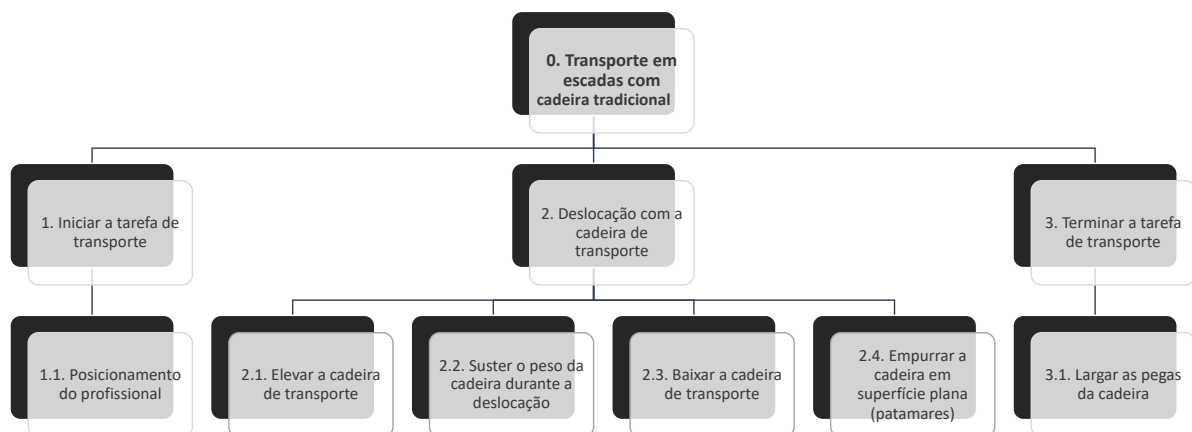 0. Transporte em
escadas com
cadeira tradicional
1. Iniciar a tarefa de
transporte
2. Deslocação com a
cadeira de
transporte
3. Terminar a tarefa
de transporte
1.1. Posicionamento
do profissional
2.1. Elevar a cadeira
de transporte
2.2. Suster o peso da
cadeira durante a
deslocação
2.3. Baixar a cadeira
de transporte
2.4. Empurrar a
cadeira em
superfície plana
(patamares)
3.1. Largar as pegas
da cadeira